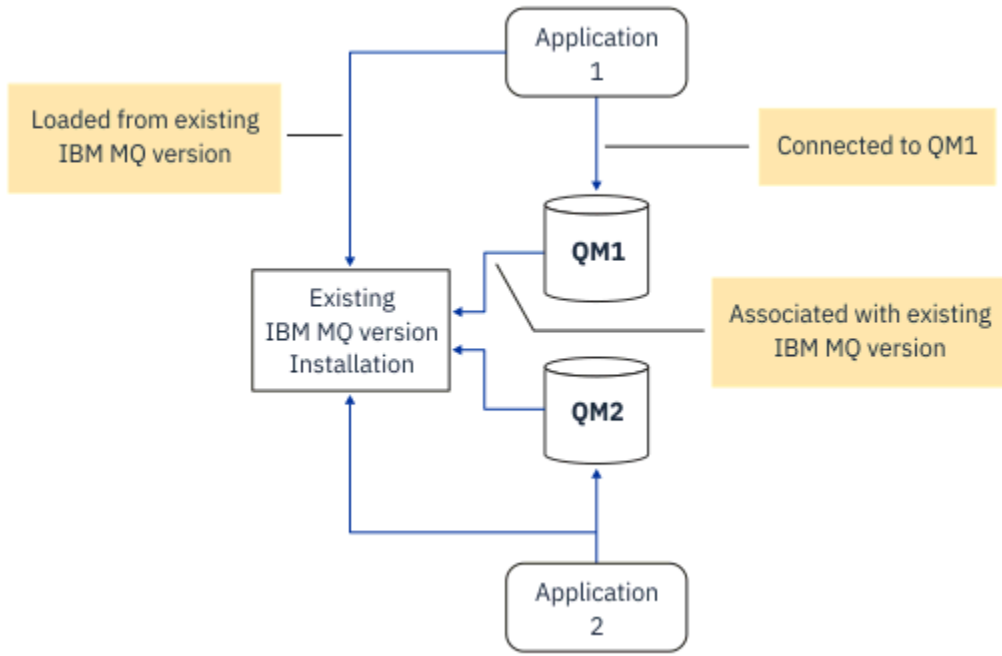 Application
1
Loaded from existing
IBM MQ version
Connected to QM1
QM1
Existing
IBM MQ version
Installation
Associated with existing
IBM MQ version
QM2
Application
2